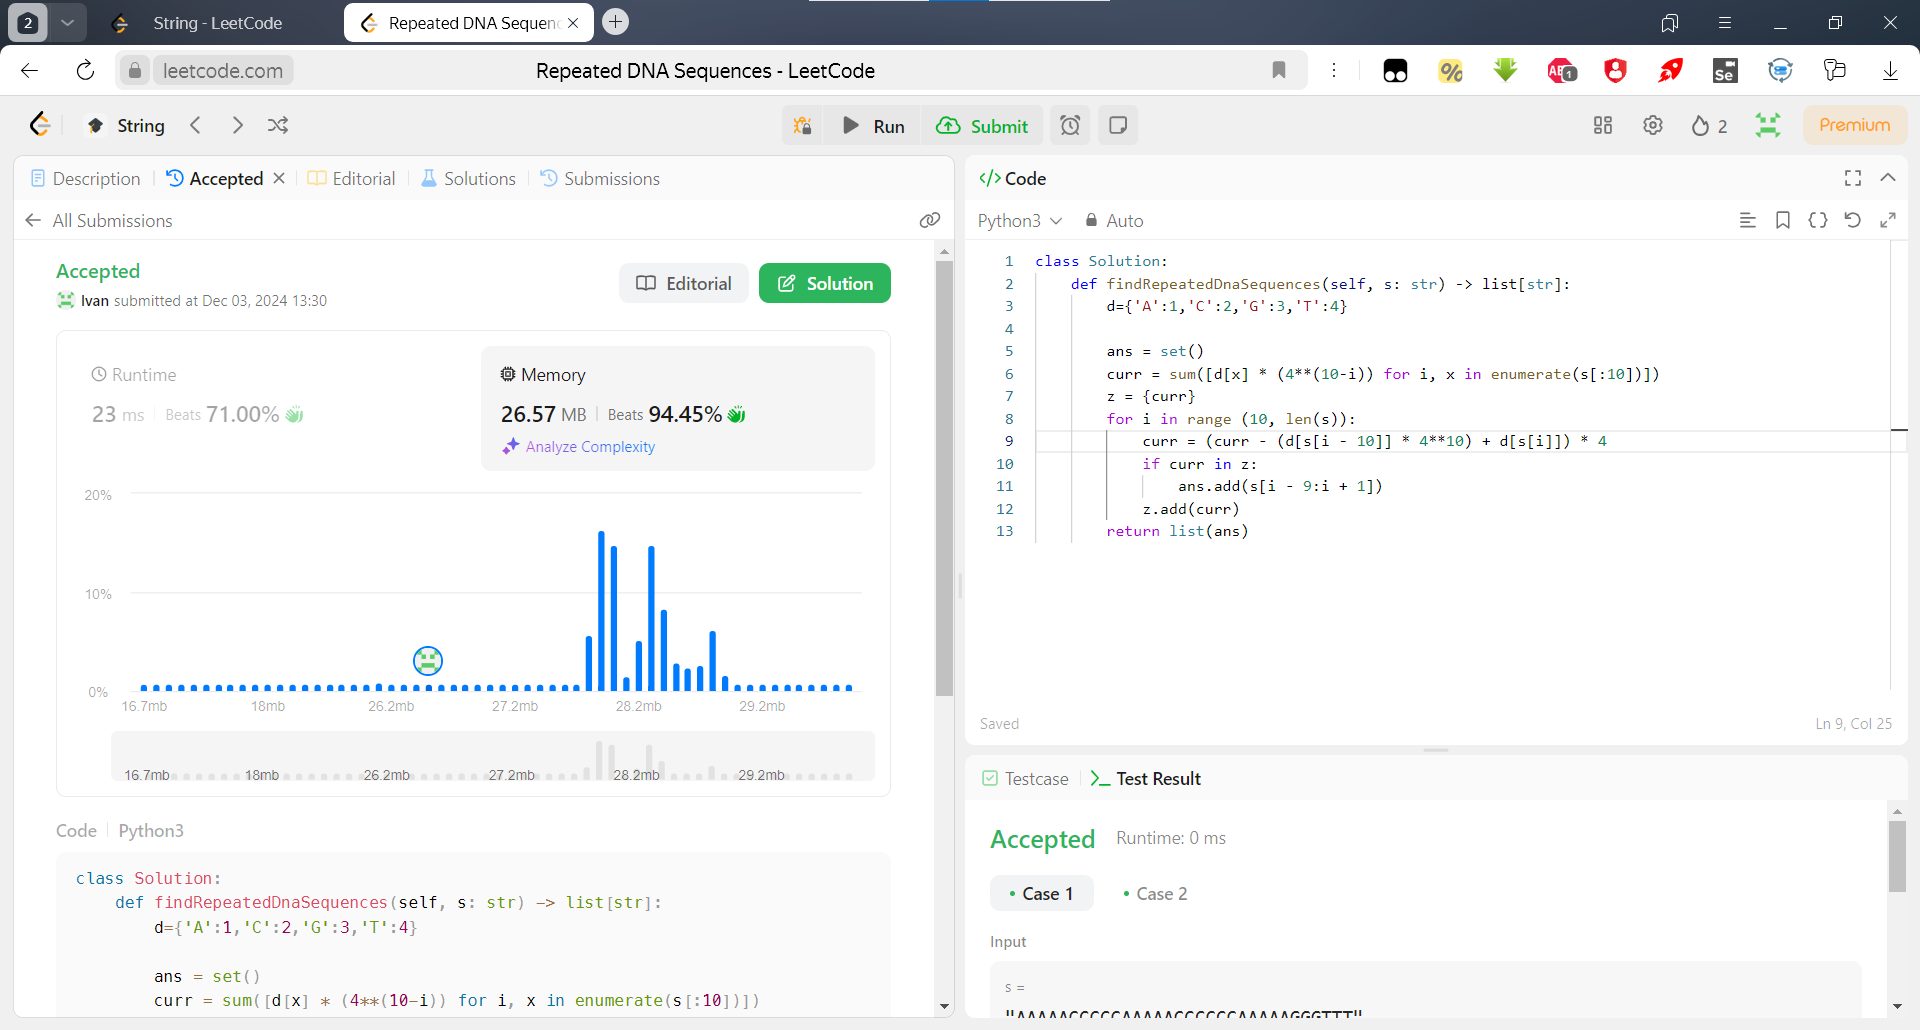 2
String - LeetCode
Repeated DNA Sequenc
leetcode.com
Repeated DNA Sequences - LeetCode
%
1
Se
String
Run
Submit
2
Premium
Description
Accepted
Editorial
Solutions
Submissions
All Submissions
Accepted
Ivan submitted at Dec 03, 2024 13:30
Editorial
Solution
Runtime
23 ms
Beats 71.00%
Memory
26.57 MB
Beats 94.45%
Analyze Complexity
20%
10%
0%
16.7mb 18mb 26.2mb 27.2mb 28.2mb 29.2mb
16.7mb 18mb 26.2mb 27.2mb 28.2mb 29.2mb
Code
Python3
class Solution:
def findRepeatedDnaSequences(self, s: str) -> list[str]:
d={'A':1,'C':2,'G':3,'T':4}
ans = set()
curr = sum([d[x] * (4**(10-i)) for i, x in enumerate(s[:10])])
</> Code
Python3
Auto
1 class Solution:
2 def findRepeatedDnaSequences(self, s: str) -> list[str]:
3 d={'A':1,'C':2,'G':3,'T':4}
4
5 ans = set()
6 curr = sum([d[x] * (4**(10-i)) for i, x in enumerate(s[:10])])
7 z = {curr}
8 for i in range (10, len(s)):
9 curr = (curr - (d[s[i - 10]] * 4**10) + d[s[i]]) * 4
10 if curr in z:
11 ans.add(s[i - 9:i + 1])
12 z.add(curr)
13 return list(ans)
Saved
Ln 9, Col 25
Testcase
Test Result
Accepted
Runtime: 0 ms
Case 1
Case 2
Input
s =
"AAAAACCCCCAAAAACCCCCCAAAAAGGGTTT"